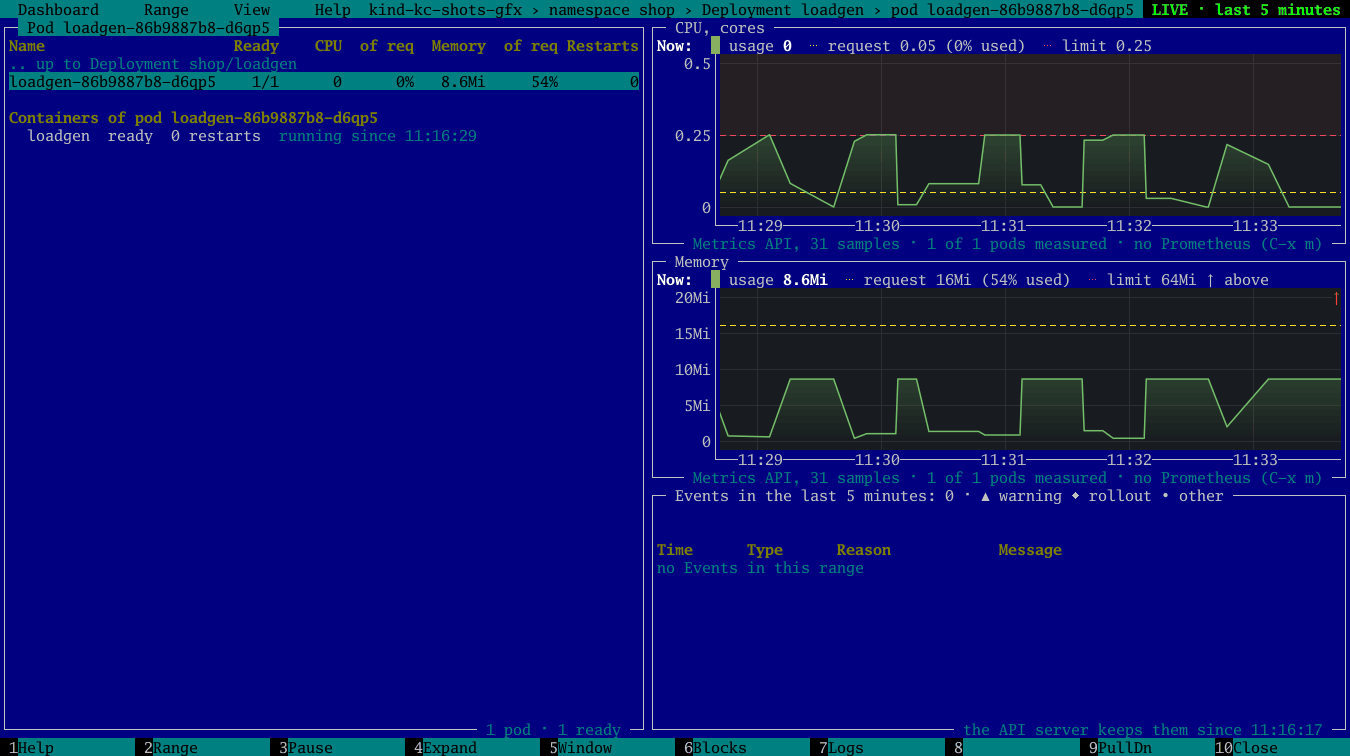 Dashboard Range View Help kind-kc-shots-gfx › namespace shop › Deployment loadgen › pod loadgen-86b9887b8-d6qp5 LIVE · last 5 minutes
Pod loadgen-86b9887b8-d6qp5
Name Ready CPU of req Memory of req Restarts
.. up to Deployment shop/loadgen
loadgen-86b9887b8-d6qp5 1/1 0 0% 8.6Mi 54% 0
Containers of pod loadgen-86b9887b8-d6qp5
loadgen ready 0 restarts running since 11:16:29
1 pod · 1 ready
CPU, cores
Now: usage 0 ┈ request 0.05 (0% used) ┈ limit 0.25
0.5
0.25
0
11:29 11:30 11:31 11:32 11:33
Metrics API, 31 samples · 1 of 1 pods measured · no Prometheus (C-x m)
Memory
Now: usage 8.6Mi ┈ request 16Mi (54% used) ┈ limit 64Mi ↑ above
20Mi ↑
15Mi
10Mi
5Mi
0
11:29 11:30 11:31 11:32 11:33
Metrics API, 31 samples · 1 of 1 pods measured · no Prometheus (C-x m)
Events in the last 5 minutes: 0 · ▲ warning ◆ rollout • other
Time Type Reason Message
no Events in this range
the API server keeps them since 11:16:17
1Help 2Range 3Pause 4Expand 5Window 6Blocks 7Logs 8 9PullDn 10Close